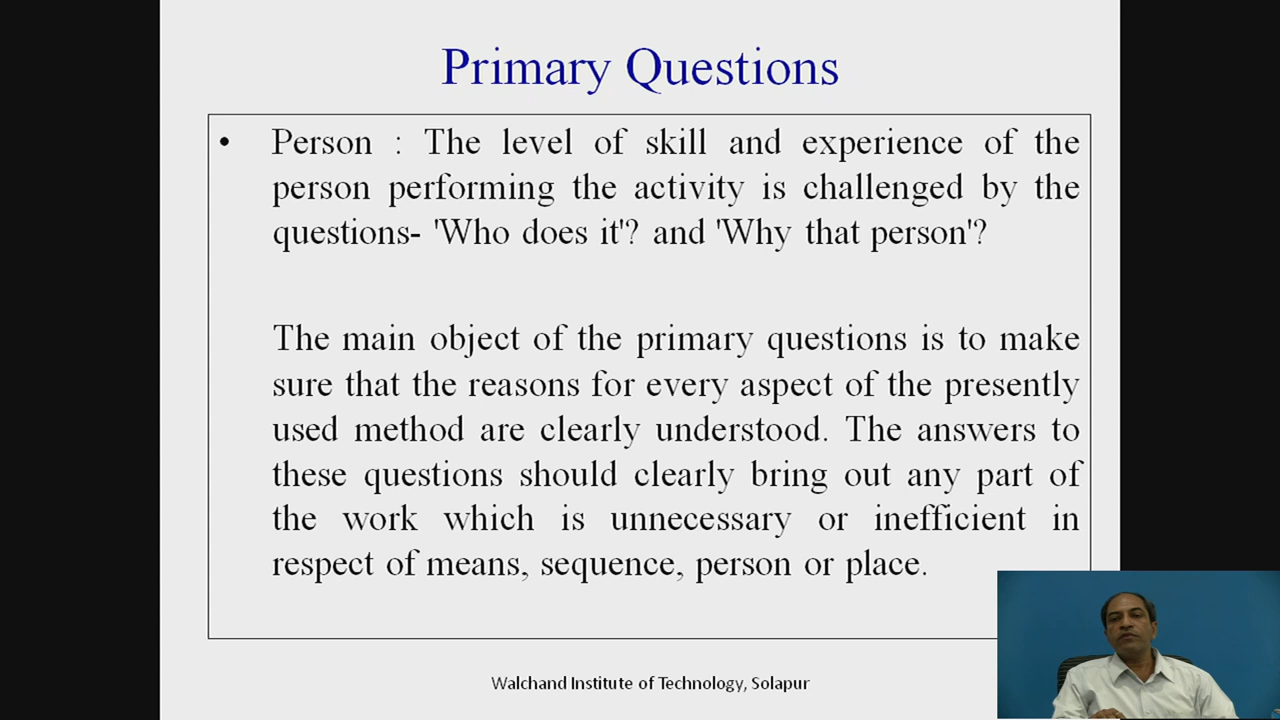 Primary Questions
• Person : The level of skill and experience of the
person performing the activity is challenged by the
questions- 'Who does it'? and 'Why that person'?
The main object of the primary questions is to make
sure that the reasons for every aspect of the presently
used method are clearly understood. The answers to
these questions should clearly bring out any part of
the work which is unnecessary or inefficient in
respect of means, sequence, person or place.
Walchand Institute of Technology, Solapur